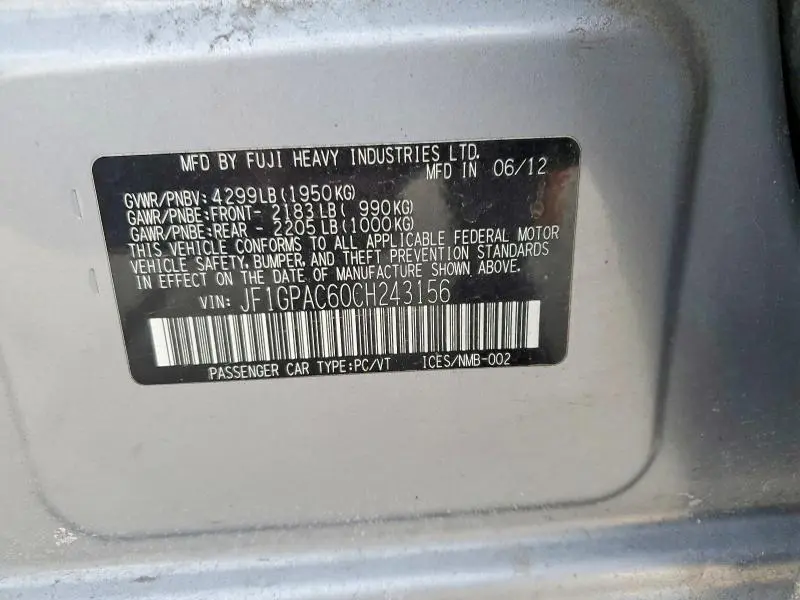 MFD BY FUJI HEAVY INDUSTRIES LTD.
MFD IN 06/12
GVWR/PNBV: 4299LB(1950KG)
GAWR/PNBE:FRONT- 2183LB( 990KG)
GAWR/PNBE:REAR - 2205LB(1000KG)
THIS VEHICLE CONFORMS TO ALL APPLICABLE FEDERAL MOTOR
VEHICLE SAFETY, BUMPER, AND THEFT PREVENTION STANDARDS
IN EFFECT ON THE DATE OF MANUFACTURE SHOWN ABOVE.
VIN: JF1GPAC60CH243156
PASSENGER CAR TYPE:PC/VT ICES/NMB-002